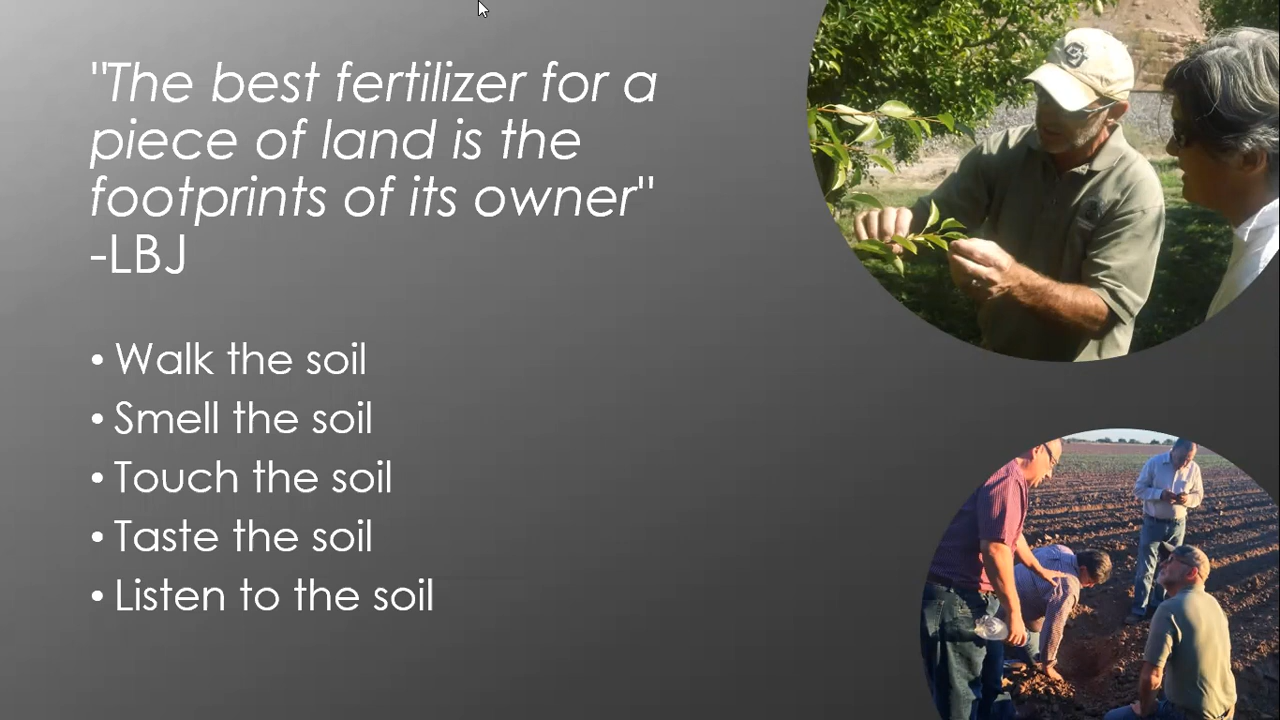 "The best fertilizer for a
piece of land is the
footprints of its owner"
-LBJ
• Walk the soil
• Smell the soil
• Touch the soil
• Taste the soil
• Listen to the soil